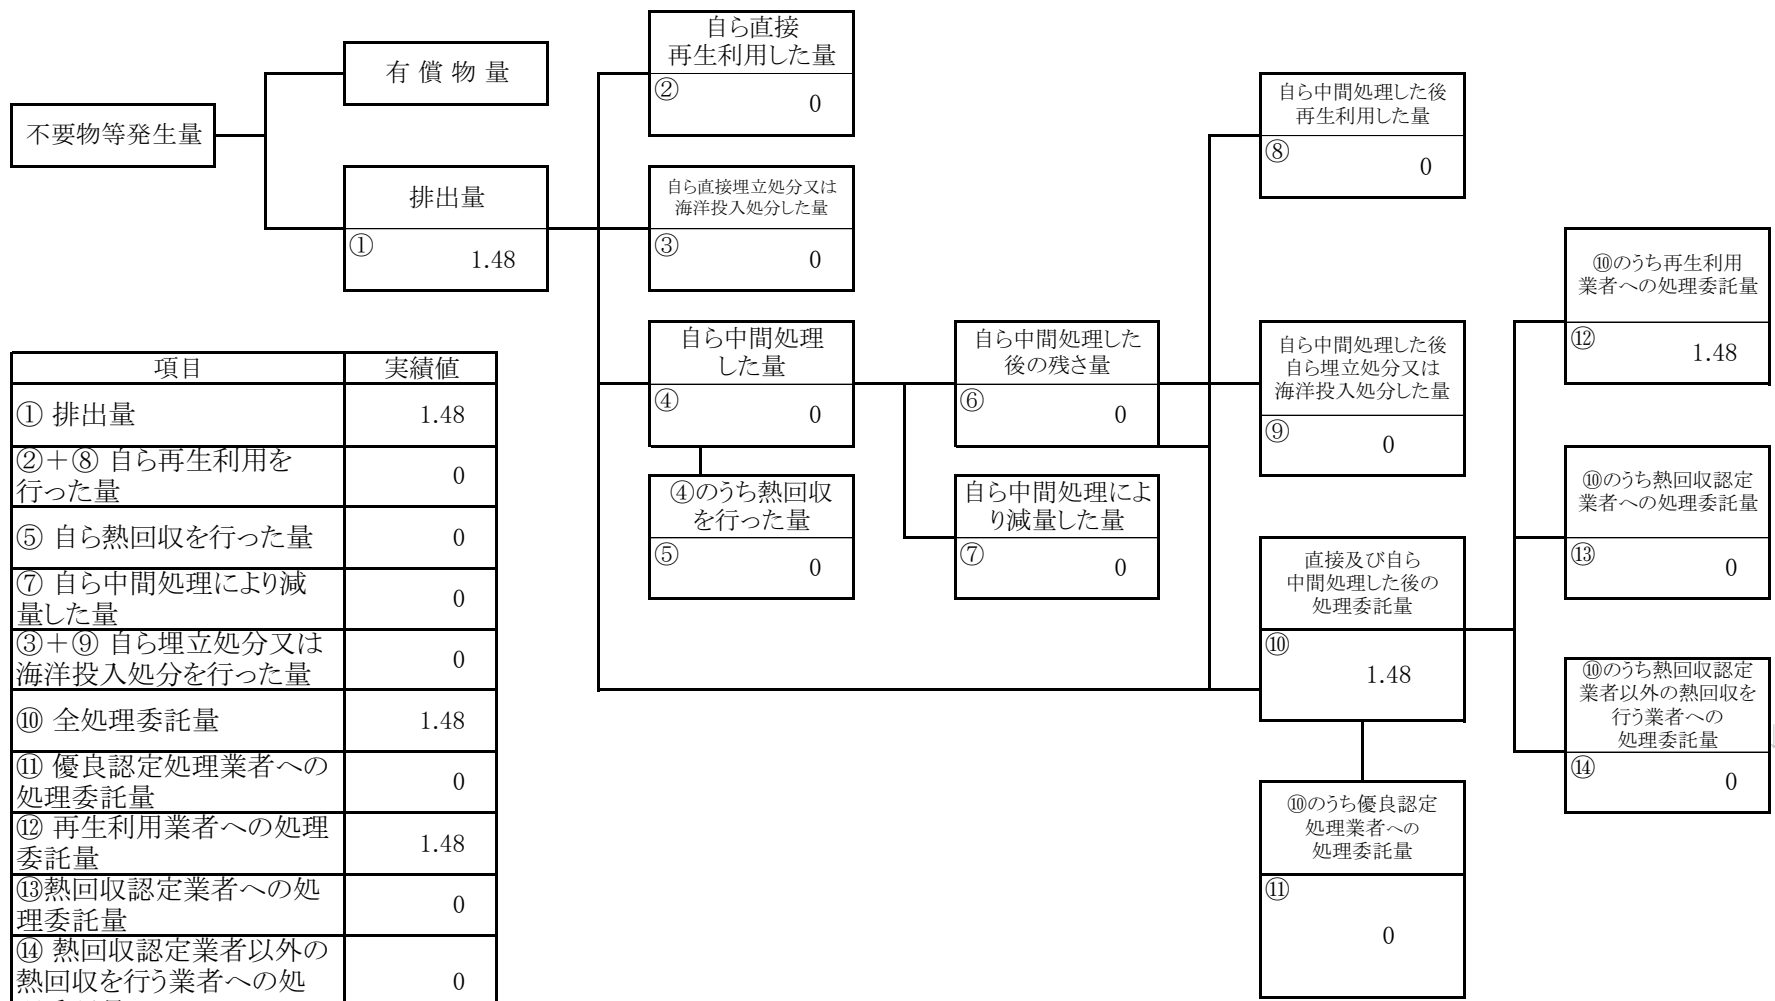 不要物等発生量
有 償 物 量
排出量
①
1.48
自ら直接
再生利用した量
②
0
自ら直接埋立処分又は
海洋投入処分した量
③
0
自ら中間処理
した量
④
0
④のうち熱回収
を行った量
⑤
0
自ら中間処理した
後の残さ量
⑥
0
自ら中間処理によ
り減量した量
⑦
0
自ら中間処理した後
再生利用した量
⑧
0
自ら中間処理した後
自ら埋立処分又は
海洋投入処分した量
⑨
0
直接及び自ら
中間処理した後の
処理委託量
⑩
1.48
⑩のうち優良認定
処理業者への
処理委託量
⑪
0
⑩のうち再生利用
業者への処理委託量
⑫
1.48
⑩のうち熱回収認定
業者への処理委託量
⑬
0
⑩のうち熱回収認定
業者以外の熱回収を
行う業者への
処理委託量
⑭
0
項目 実績値
① 排出量 1.48
②＋⑧ 自ら再生利用を
行った量 0
⑤ 自ら熱回収を行った量 0
⑦ 自ら中間処理により減
量した量 0
③＋⑨ 自ら埋立処分又は
海洋投入処分を行った量 0
⑩ 全処理委託量 1.48
⑪ 優良認定処理業者への
処理委託量 0
⑫ 再生利用業者への処理
委託量 1.48
⑬熱回収認定業者への処
理委託量 0
⑭ 熱回収認定業者以外の
熱回収を行う業者への処 0